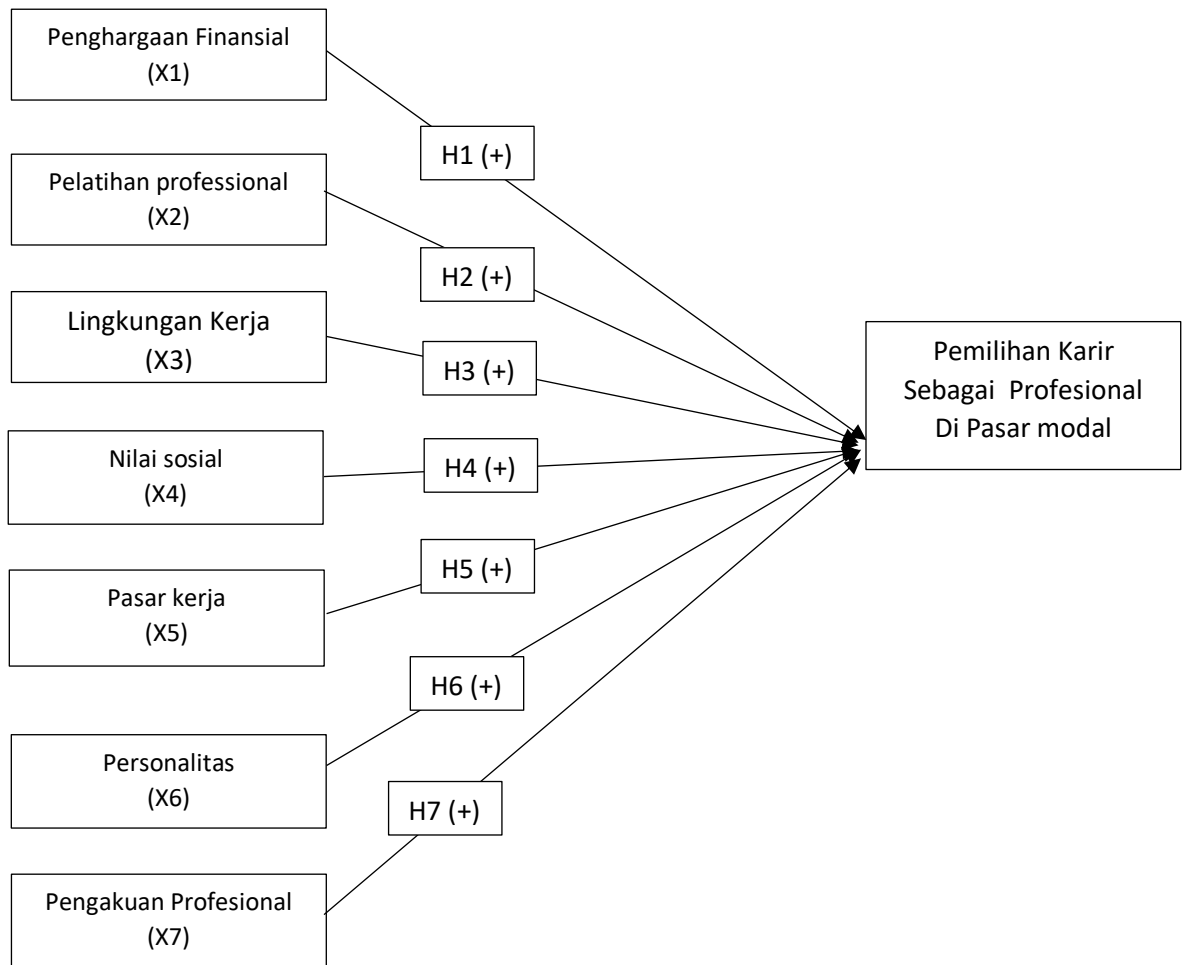 Penghargaan Finansial
(X1)
H1 (+)
Pelatihan professional
(X2)
H2 (+)
Lingkungan Kerja
(X3)
H3 (+)
Pemilihan Karir
Sebagai  Profesional
Di Pasar modal
Nilai sosial
(X4)
H4 (+)
Pasar kerja
(X5)
H5 (+)
Personalitas
(X6)
H6 (+)
H7 (+)
Pengakuan Profesional
(X7)